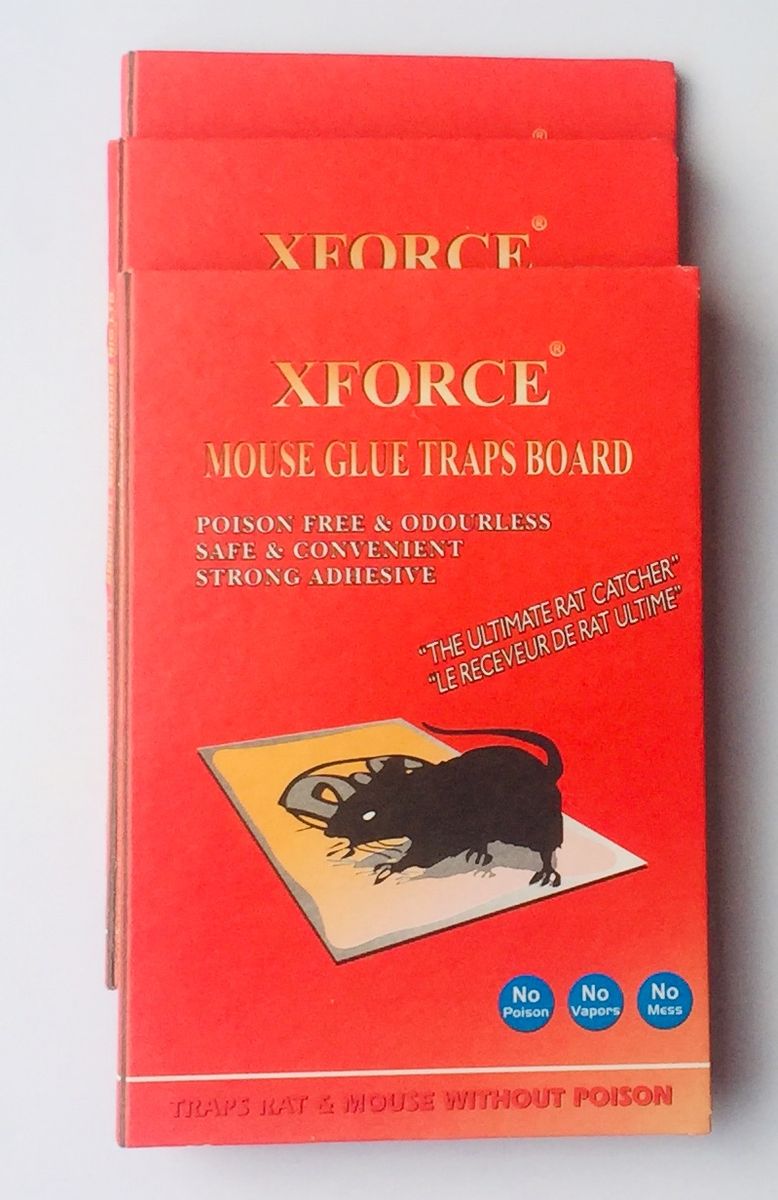 ®
®
XFORCE
®
XFORCE
MOUSE GLUE TRAPS BOARD
POISON FREE & ODOURLESS
SAFE & CONVENIENT
STRONG ADHESIVE
"THE ULTIMATE RAT CATCHER"
"LE RECEVEUR DE RAT ULTIME"
No
Poison
No
Vapors
No
Mess
TRAPS RAT & MOUSE WITHOUT POISON